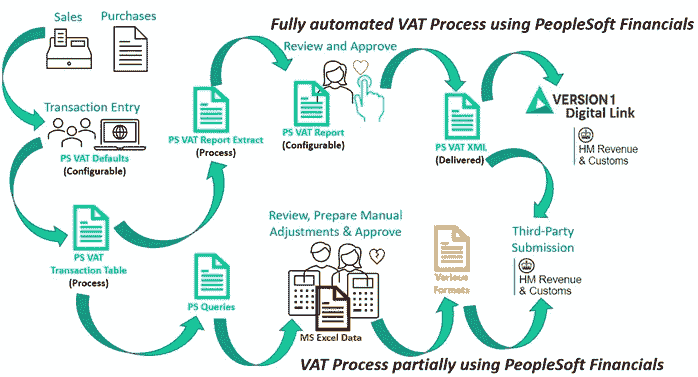 Fully automated VAT Process using PeopleSoft Financials
Sales
Purchases
Review and Approve
Transaction Entry
PS VAT Defaults
(Configurable)
PS VAT Report Extract
(Process)
PS VAT Report
(Configurable)
PS VAT XML
(Delivered)
VERSION 1
Digital Link
HM Revenue
& Customs
PS VAT
Transaction Table
(Process)
PS Queries
Review, Prepare Manual
Adjustments & Approve
MS Excel Data
Various
Formats
Third-Party
Submission
HM Revenue
& Customs
VAT Process partially using PeopleSoft Financials